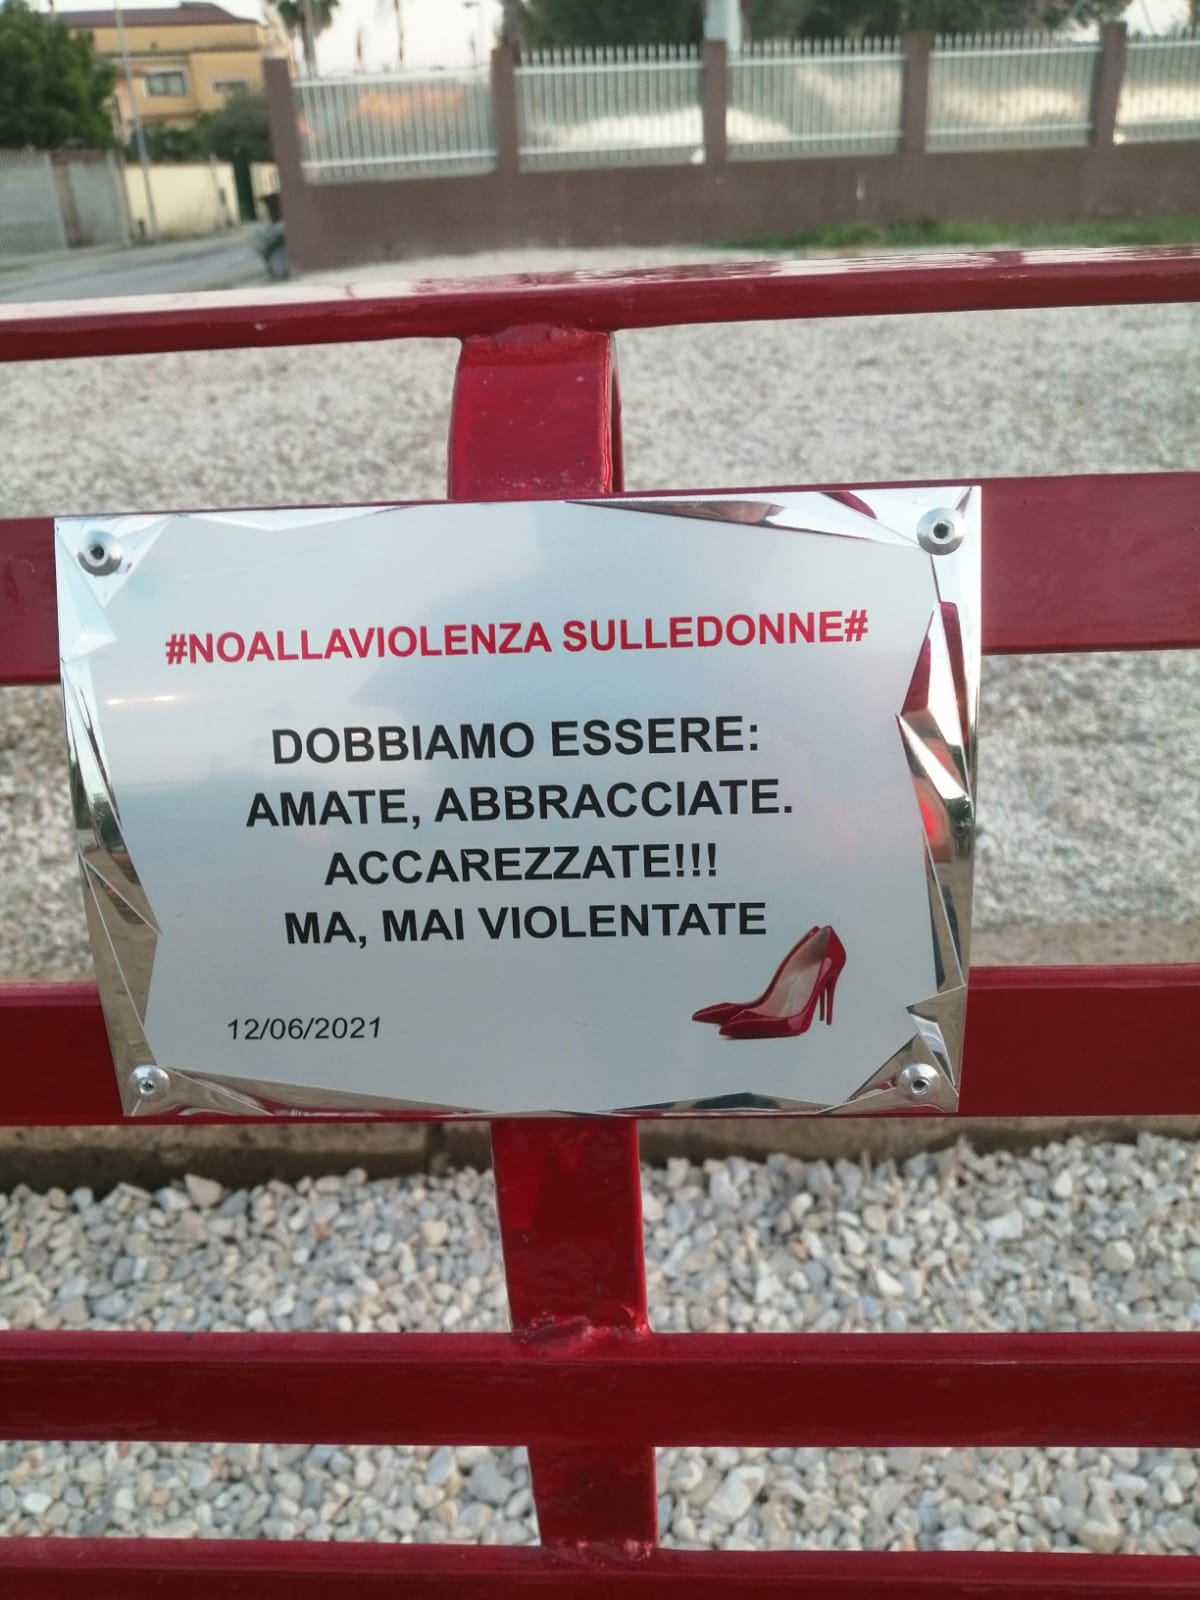 #NOALLAVIOLENZA SULLEDONNE#
DOBBIAMO ESSERE:
AMATE, ABBRACCIATE.
ACCAREZZATE!!!
MA, MAI VIOLENTATE
12/06/2021